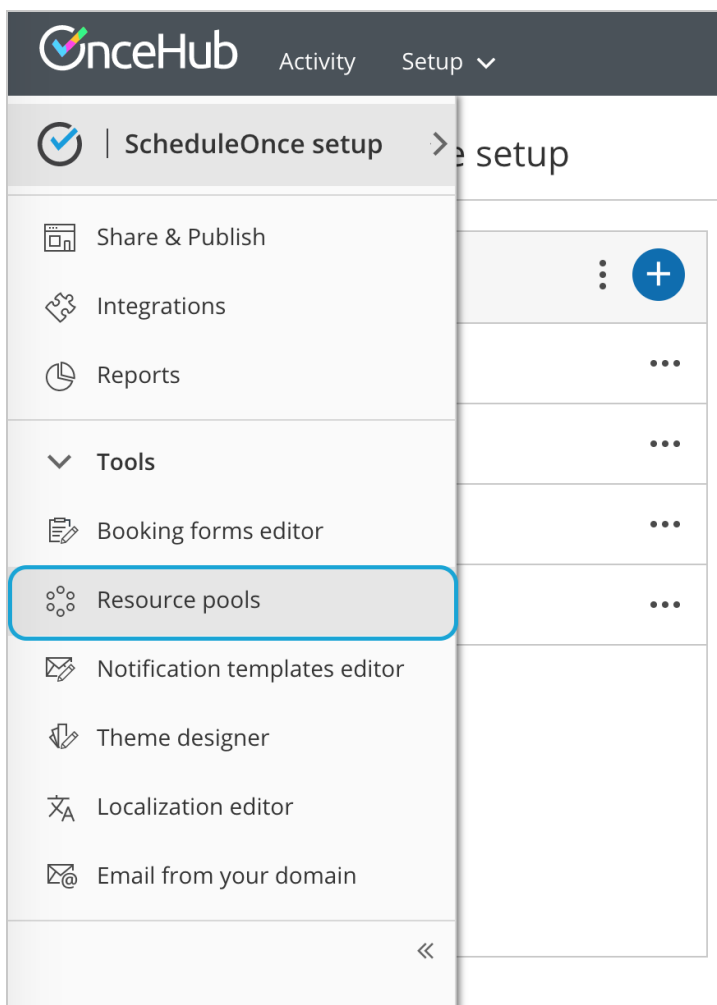 OnceHub Activity Setup
ScheduleOnce setup
setup
Share & Publish
Integrations
Reports
Tools
Booking forms editor
Resource pools
Notification templates editor
Theme designer
Localization editor
Email from your domain